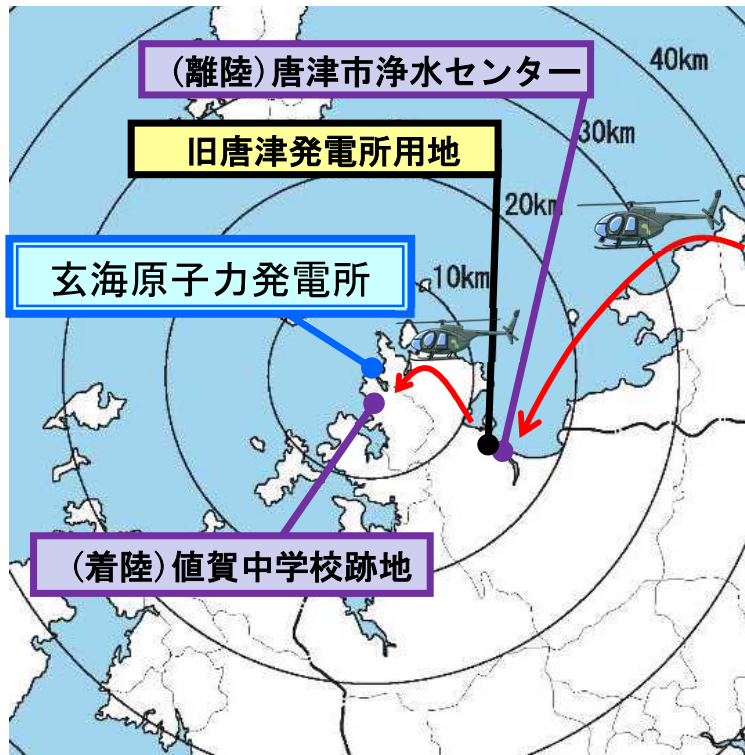 40km
(離陸)唐津市浄水センター
30km
旧唐津発電所用地
20km
玄海原子力発電所
10km
(着陸)値賀中学校跡地